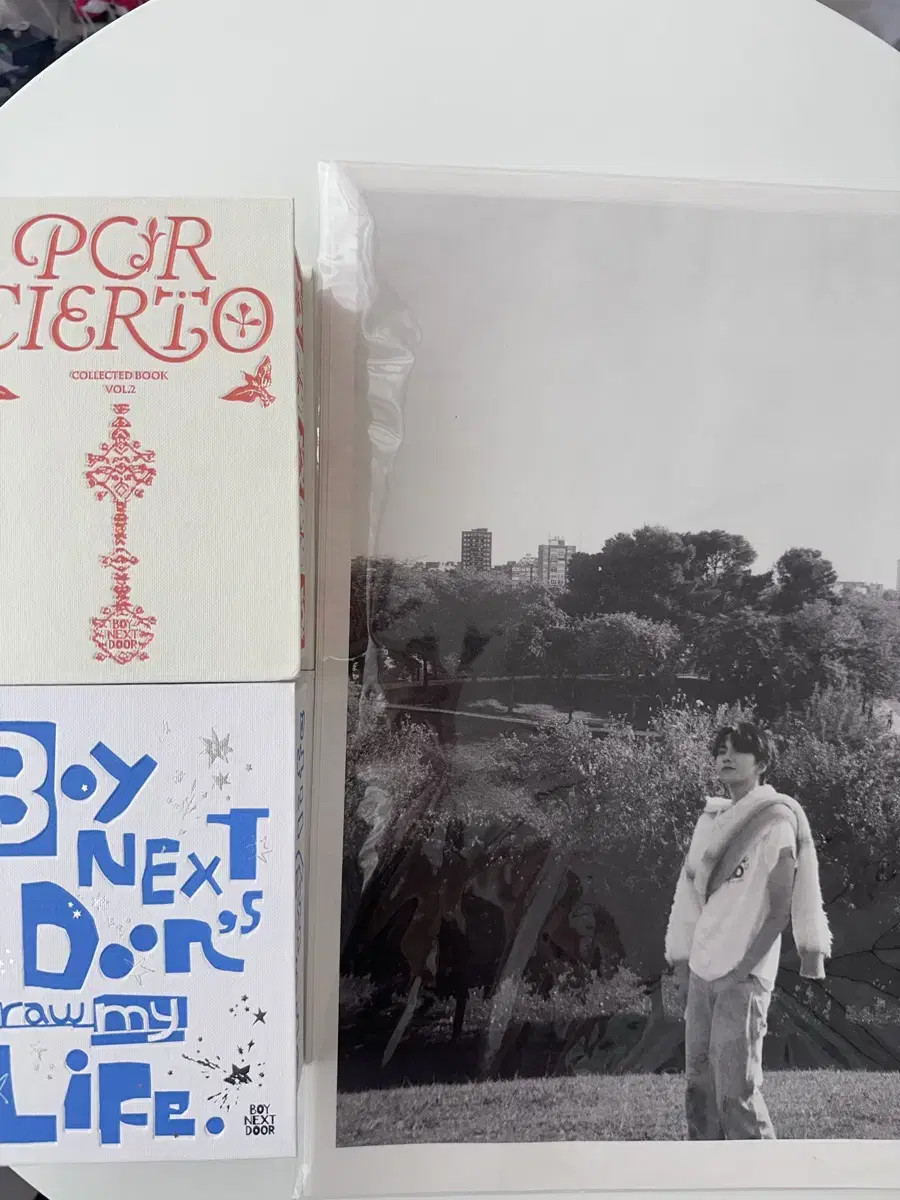 POR
CIERTO
COLLECTED BOOK
VOL.2
BOY
NEXT
DOOR
BOY
NEXT
DOOR'S
raw my
LiFe.
BOY
NEXT
DOOR